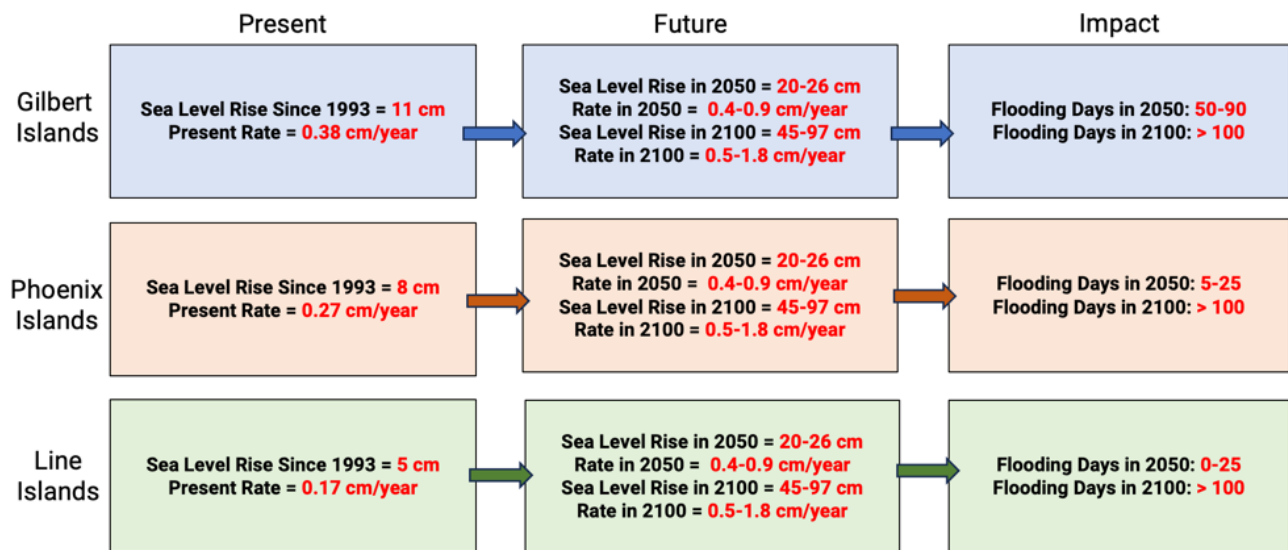 Present
Future
Impact
Gilbert
Islands
Sea Level Rise Since 1993 = 11 cm
Present Rate = 0.38 cm/year
Sea Level Rise in 2050 = 20-26 cm
Rate in 2050 = 0.4-0.9 cm/year
Sea Level Rise in 2100 = 45-97 cm
Rate in 2100 = 0.5-1.8 cm/year
Flooding Days in 2050: 50-90
Flooding Days in 2100: > 100
Phoenix
Islands
Sea Level Rise Since 1993 = 8 cm
Present Rate = 0.27 cm/year
Sea Level Rise in 2050 = 20-26 cm
Rate in 2050 = 0.4-0.9 cm/year
Sea Level Rise in 2100 = 45-97 cm
Rate in 2100 = 0.5-1.8 cm/year
Flooding Days in 2050: 5-25
Flooding Days in 2100: > 100
Line
Islands
Sea Level Rise Since 1993 = 5 cm
Present Rate = 0.17 cm/year
Sea Level Rise in 2050 = 20-26 cm
Rate in 2050 = 0.4-0.9 cm/year
Sea Level Rise in 2100 = 45-97 cm
Rate in 2100 = 0.5-1.8 cm/year
Flooding Days in 2050: 0-25
Flooding Days in 2100: > 100